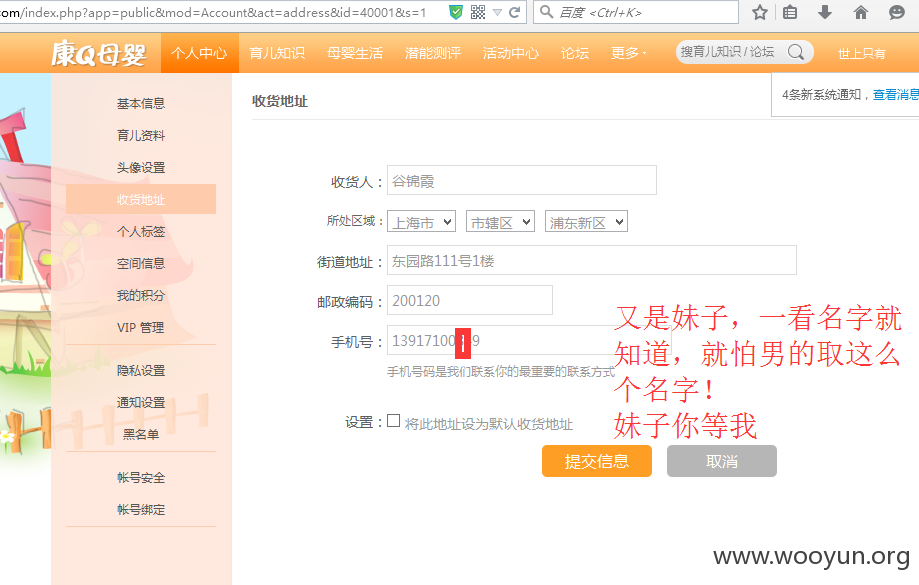 com/index.php?app=public&mod=Account&act=address&id=40001&s=1
百度 <Ctrl+K>
康Q母婴 个人中心 育儿知识 母婴生活 潜能测评 活动中心 论坛 更多 搜育儿知识 / 论坛 世上只有
4条新系统通知，查看消息
基本信息
育儿资料
头像设置
收货地址
个人标签
空间信息
我的积分
VIP 管理
隐私设置
通知设置
黑名单
帐号安全
帐号绑定
收货地址
收货人：谷锦霞
所处区域：上海市 市辖区 浦东新区
街道地址：东园路111号1楼
邮政编码：200120
手机号：13917100 9
手机号码是我们联系你的最重要的联系方式
设置： 将此地址设为默认收货地址
提交信息 取消
又是妹子，一看名字就
知道，就怕男的取这么
个名字！
妹子你等我
www.wooyun.org